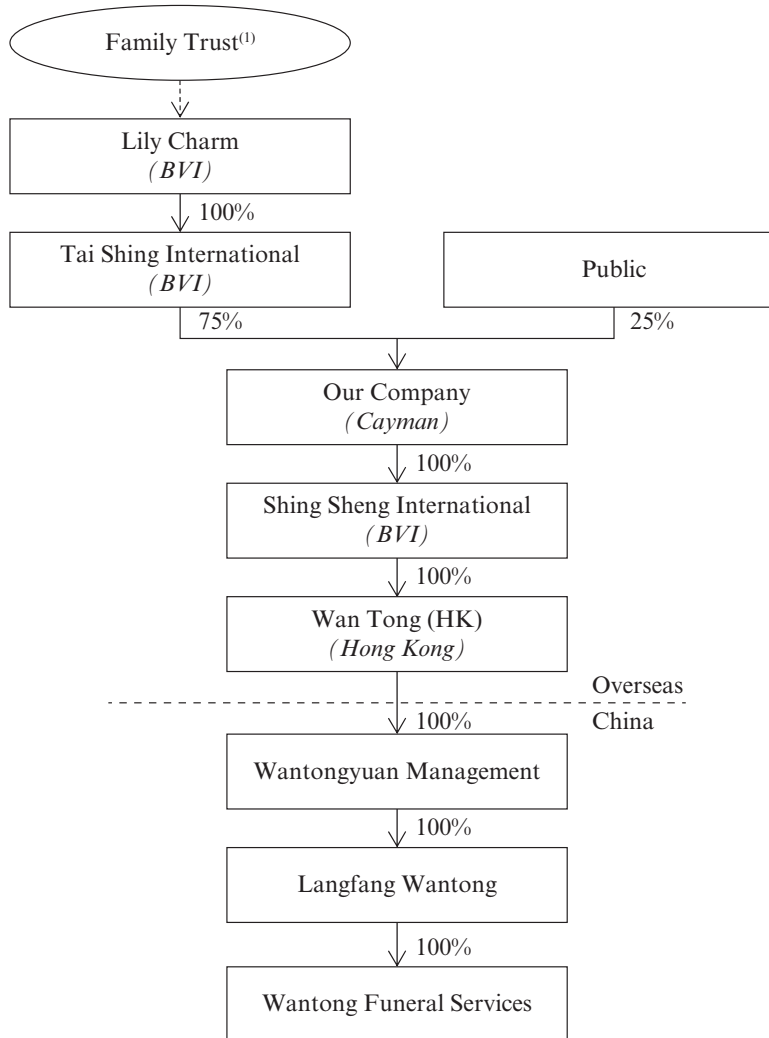 Family Trust(1)
Lily Charm
(BVI)
100%
Tai Shing International
(BVI)
Public
75%
25%
Our Company
(Cayman)
100%
Shing Sheng International
(BVI)
100%
Wan Tong (HK)
(Hong Kong)
Overseas
100%
China
Wantongyuan Management
100%
Langfang Wantong
100%
Wantong Funeral Services